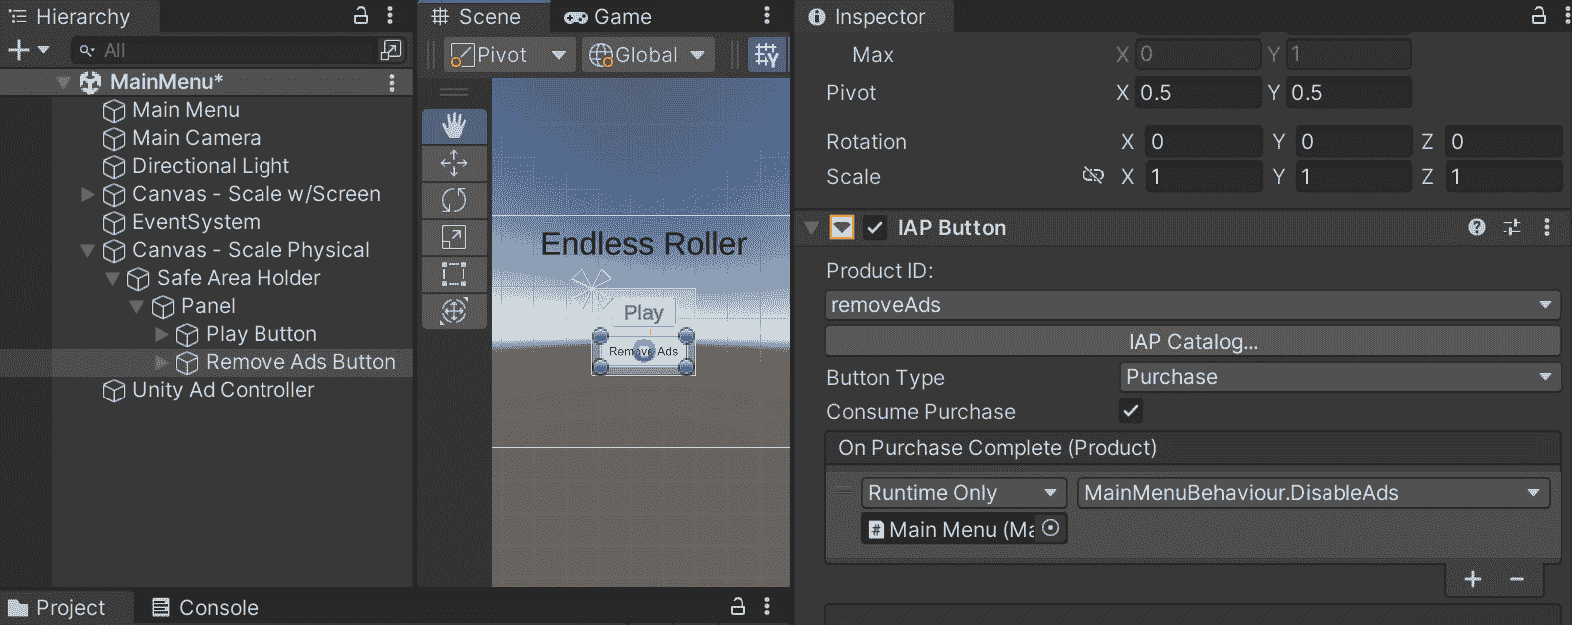 Hierarchy
All
MainMenu*
Main Menu
Main Camera
Directional Light
Canvas - Scale w/Screen
EventSystem
Canvas - Scale Physical
Safe Area Holder
Panel
Play Button
Remove Ads Button
Unity Ad Controller
Project
Console
Scene
Game
Pivot
Global
Endless Roller
Play
Remove Ads
Inspector
Max X 0 Y 1
Pivot X 0.5 Y 0.5
Rotation X 0 Y 0 Z 0
Scale X 1 Y 1 Z 1
IAP Button
Product ID:
removeAds
IAP Catalog...
Button Type Purchase
Consume Purchase
On Purchase Complete (Product)
Runtime Only MainMenuBehaviour.DisableAds
Main Menu (Ma